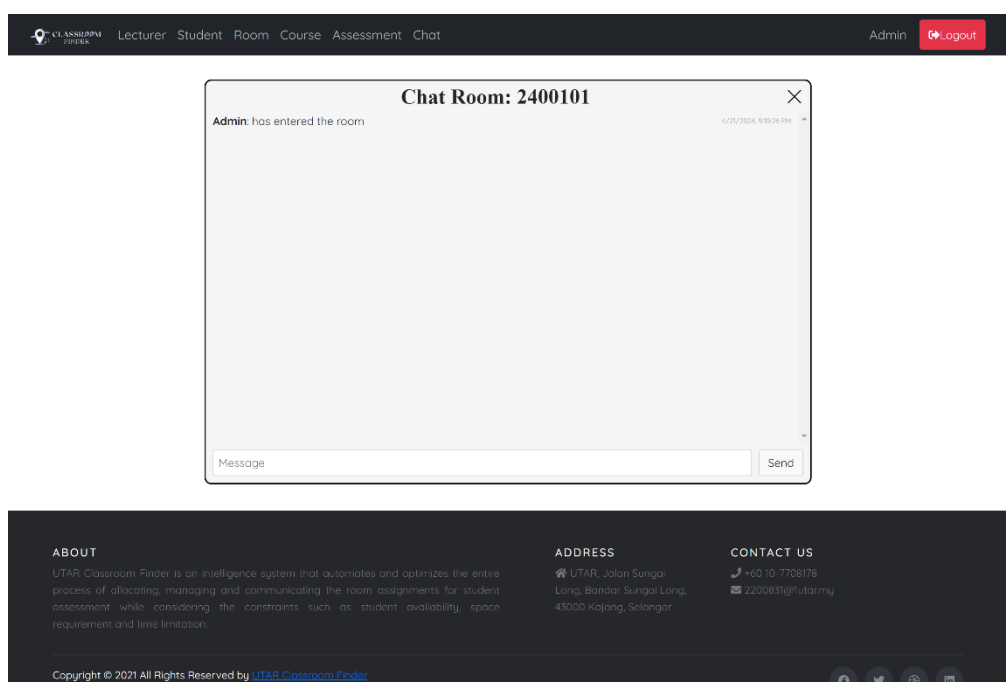 CLASSROOM
FINDER
Lecturer Student Room Course Assessment Chat Admin Logout
Chat Room: 2400101
Admin: has entered the room 4/21/2024, 9:10:26 PM
Message Send
ABOUT
UTAR Classroom Finder is an intelligence system that automates and optimizes the entire
process of allocating, managing and communicating the room assignments for student
assessment while considering the constraints such as student availability, space
requirement and time limitation.
ADDRESS
UTAR, Jalan Sungai
Long, Bandar Sungai Long,
43000 Kajang, Selangor
CONTACT US
+60 10-7708178
2200831@1utar.my
Copyright © 2021 All Rights Reserved by UTAR Classroom Finder